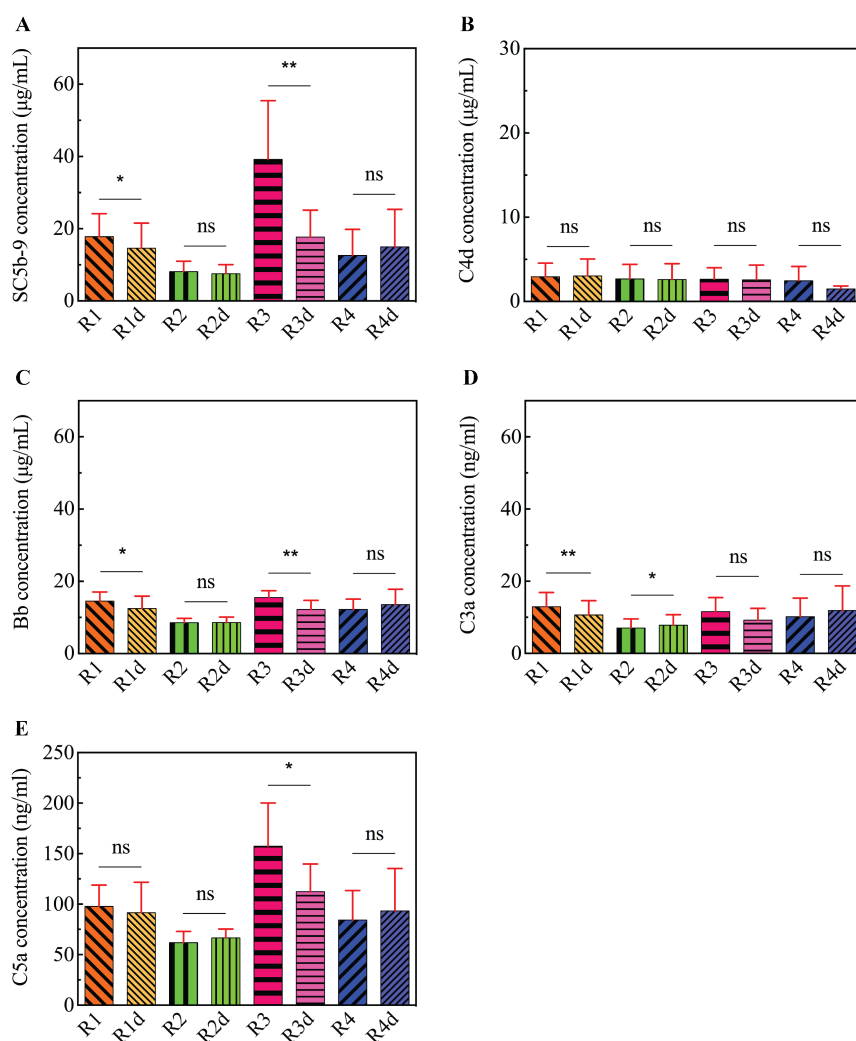 A
SC5b-9 concentration (μg/mL)
60
40
20
0
*
ns
**
ns
R1
R1d
R2
R2d
R3
R3d
R4
R4d
B
C4d concentration (μg/mL)
30
20
10
0
ns
ns
ns
ns
R1
R1d
R2
R2d
R3
R3d
R4
R4d
C
Bb concentration (μg/mL)
60
40
20
0
*
ns
**
ns
R1
R1d
R2
R2d
R3
R3d
R4
R4d
D
C3a concentration (ng/ml)
60
40
20
0
**
*
ns
ns
R1
R1d
R2
R2d
R3
R3d
R4
R4d
E
C5a concentration (ng/ml)
250
200
150
100
50
0
ns
ns
*
ns
R1
R1d
R2
R2d
R3
R3d
R4
R4d